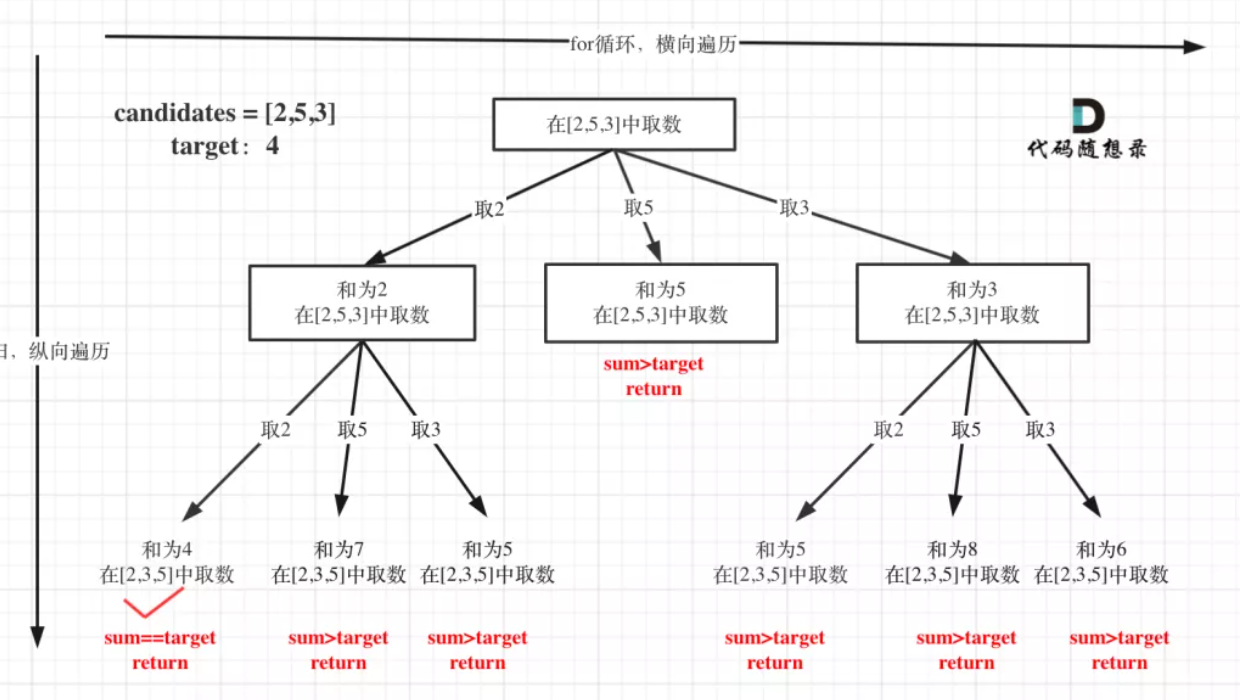 for循环，横向遍历
candidates = [2,5,3]
target：4
在[2,5,3]中取数
代码随想录
取2
取5
取3
和为2
在[2,5,3]中取数
和为5
在[2,5,3]中取数
和为3
在[2,5,3]中取数
归，纵向遍历
sum>target
return
取2
取5
取3
取2
取5
取3
和为4
在[2,3,5]中取数
和为7
在[2,3,5]中取数
和为5
在[2,3,5]中取数
和为5
在[2,3,5]中取数
和为8
在[2,3,5]中取数
和为6
在[2,3,5]中取数
sum==target
return
sum>target
return
sum>target
return
sum>target
return
sum>target
return
sum>target
return